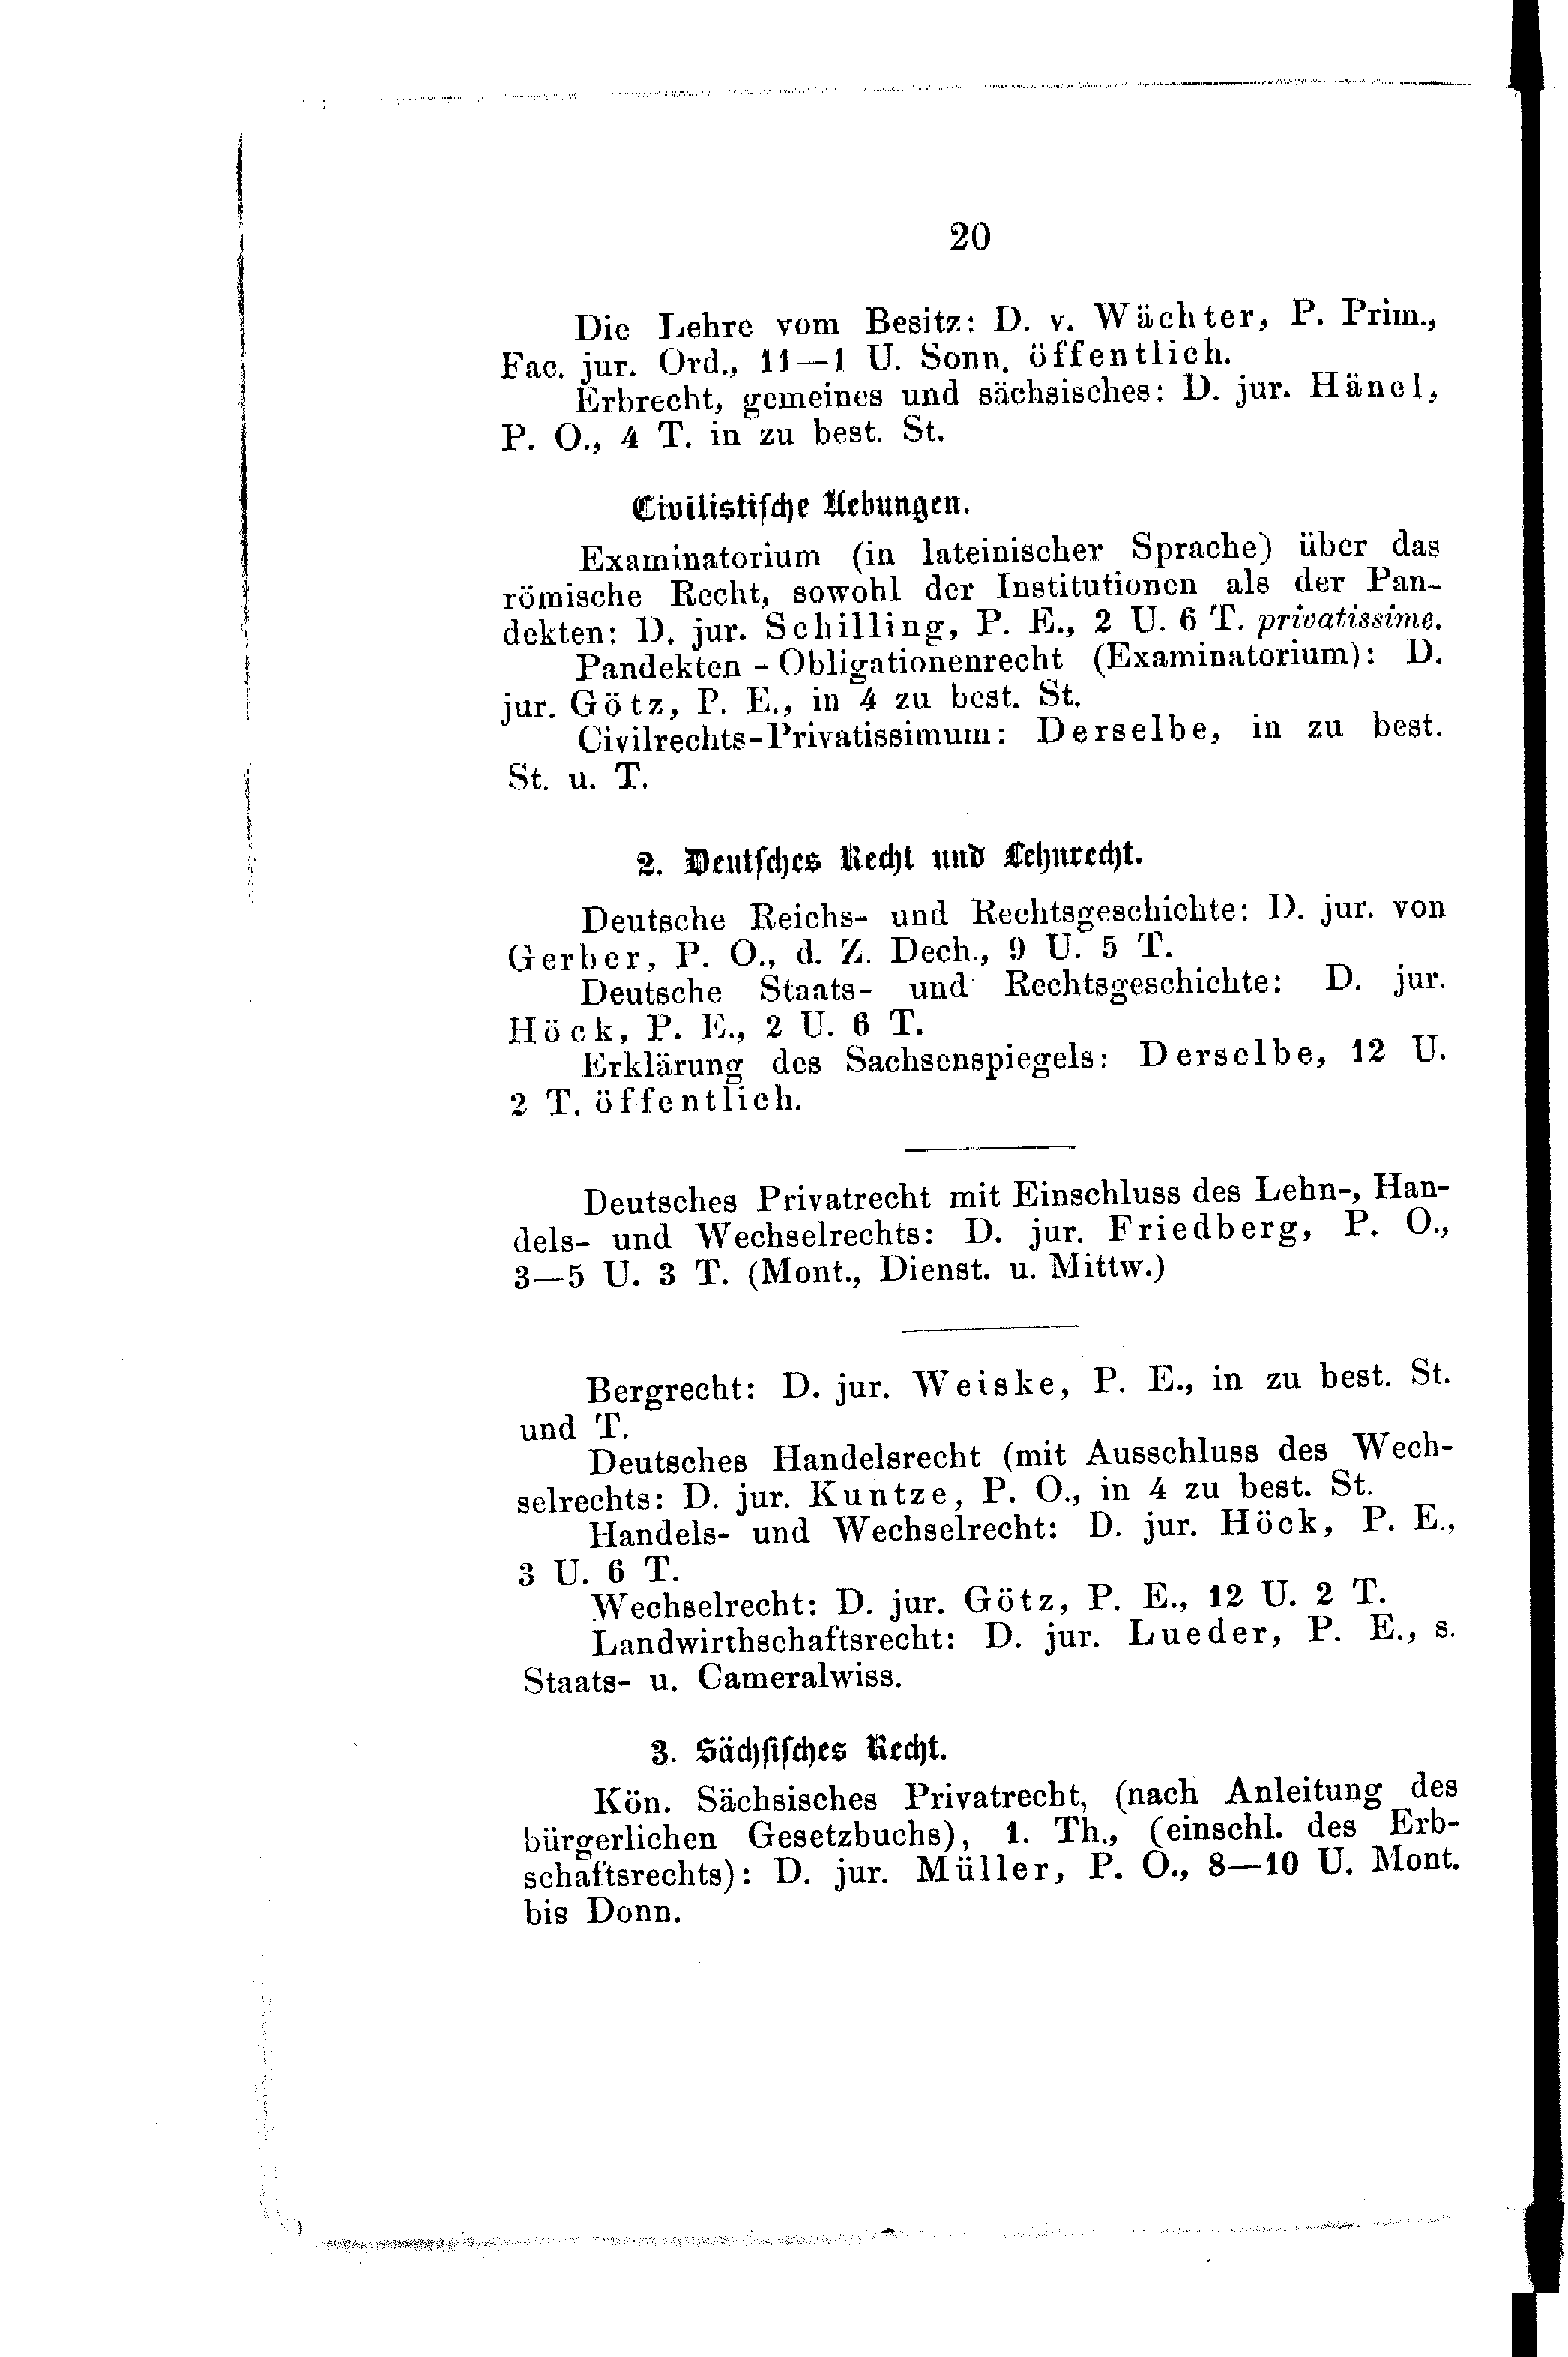 20
Die Lehre vom Besitz: D. v. Wächter, P. Prim.,
Fac. jur. Ord., 11—1 U. Sonn. öffentlich.
Erbrecht, gemeines und sächsisches: D. jur. Hänel,
P. O., 4 T. in zu best. St.
Civilistische Uebungen.
Examinatorium (in lateinischer Sprache) über das
römische Recht, sowohl der Institutionen als der Pan-
dekten: D. jur. Schilling, P. E., 2 U. 6 T. privatissime.
Pandekten - Obligationenrecht (Examinatorium): D.
jur. Götz, P. E., in 4 zu best. St.
Civilrechts-Privatissimum: Derselbe, in zu best.
St. u. T.
2. Deutsches Recht und Lehnrecht.
Deutsche Reichs- und Rechtsgeschichte: D. jur. von
Gerber, P. O., d. Z. Dech., 9 U. 5 T.
Deutsche Staats- und Rechtsgeschichte: D. jur.
Höck, P. E., 2 U. 6 T.
Erklärung des Sachsenspiegels: Derselbe, 12 U.
2 T. öffentlich.
Deutsches Privatrecht mit Einschluss des Lehn-, Han-
dels- und Wechselrechts: D. jur. Friedberg, P. O.,
3—5 U. 3 T. (Mont., Dienst. u. Mittw.)
Bergrecht: D. jur. Weiske, P. E., in zu best. St.
und T.
Deutsches Handelsrecht (mit Ausschluss des Wech-
selrechts: D. jur. Kuntze, P. O., in 4 zu best. St.
Handels- und Wechselrecht: D. jur. Höck, P. E.,
3 U. 6 T.
Wechselrecht: D. jur. Götz, P. E., 12 U. 2 T.
Landwirthschaftsrecht: D. jur. Lueder, P. E., s.
Staats- u. Cameralwiss.
3. Sächsisches Recht.
Kön. Sächsisches Privatrecht, (nach Anleitung des
bürgerlichen Gesetzbuchs), 1. Th., (einschl. des Erb-
schaftsrechts): D. jur. Müller, P. O., 8—10 U. Mont.
bis Donn.